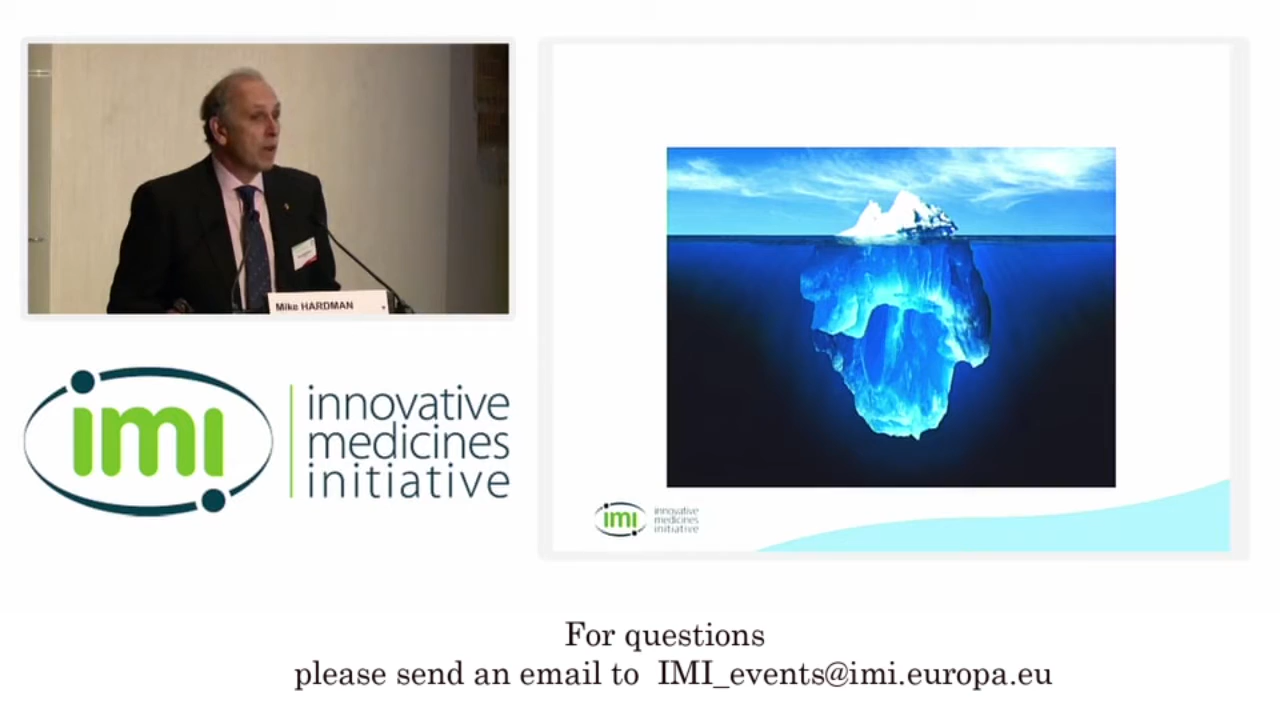 Mike HARDMAN
imi
innovative
medicines
initiative
imi
innovative
medicines
initiative
For questions
please send an email to IMI_events@imi.europa.eu